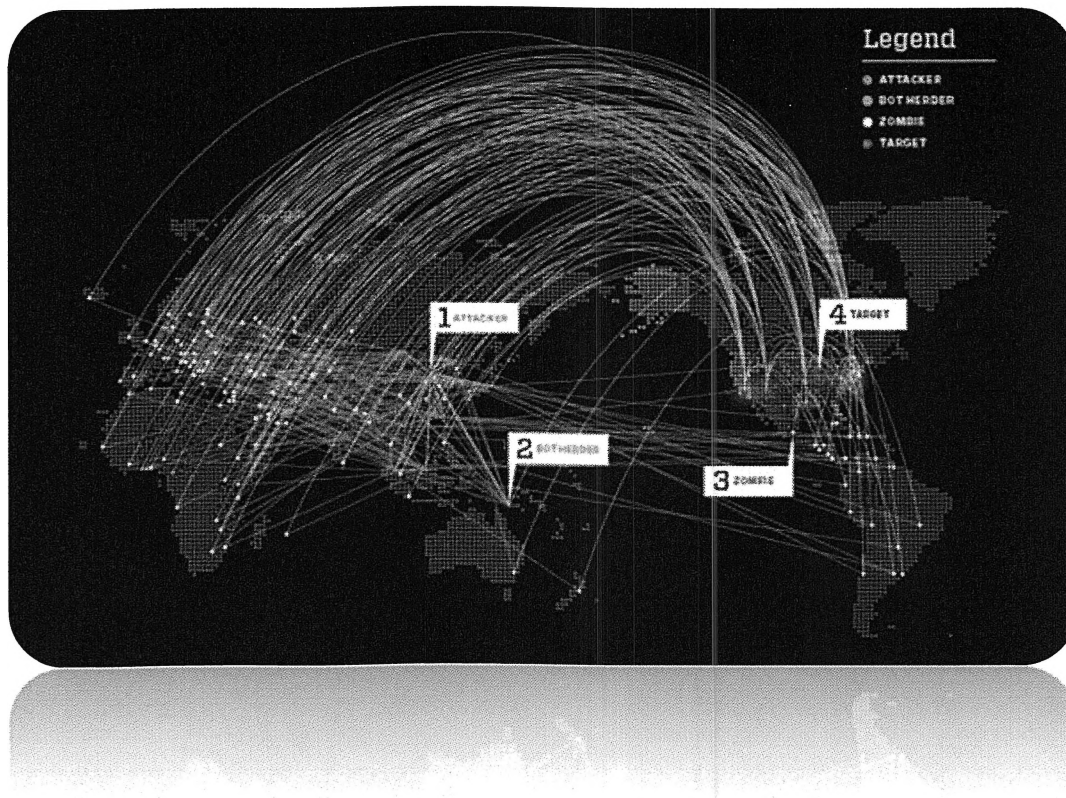 Legend
ATTACKER
BOTHERDER
ZOMBIE
TARGET
1 ATTACKER
4 TARGET
2 BOTHERDER
3 ZOMBIE